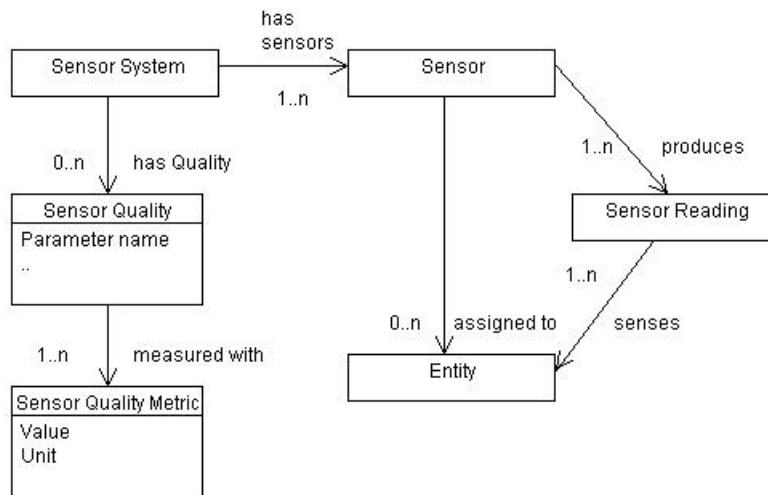 has
sensors
Sensor System
Sensor
1..n
1..n
produces
0..n
has Quality
Sensor Quality
Parameter name
..
Sensor Reading
1..n
0..n
assigned to
senses
1..n
measured with
Entity
Sensor Quality Metric
Value
Unit